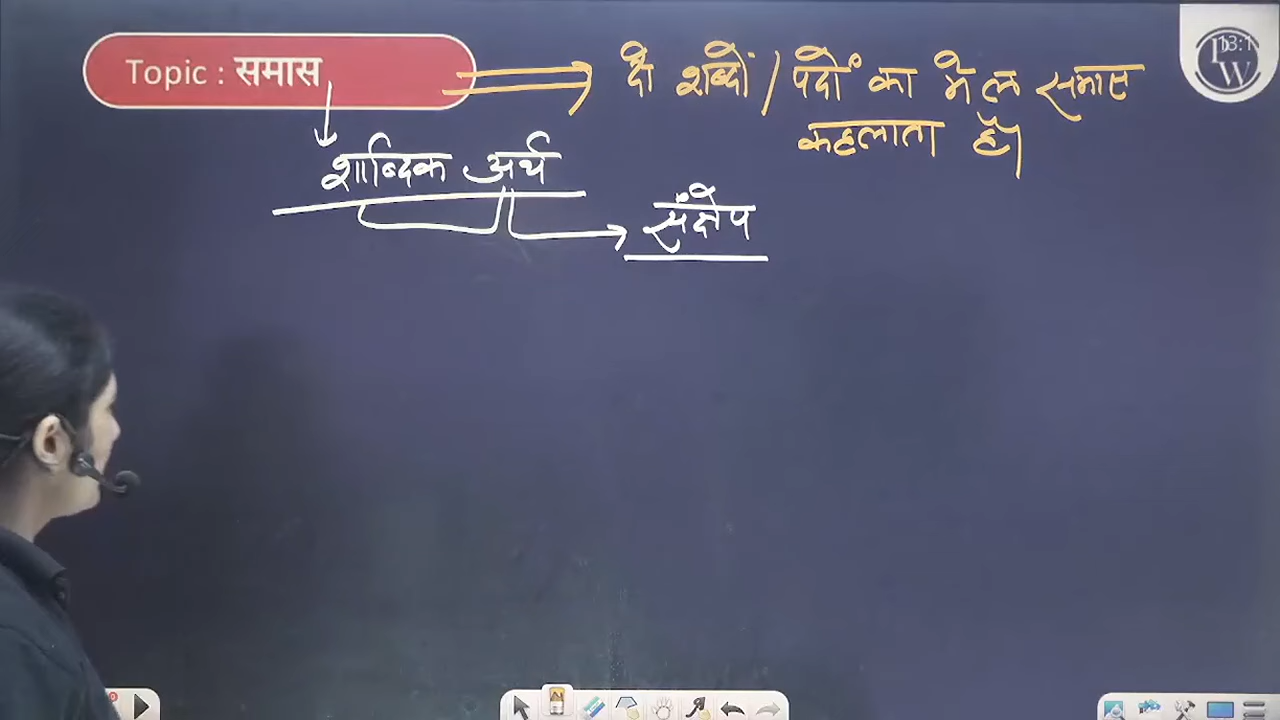 Topic : समास
दो शब्दों / पदों का मेल समास
कहलाता है।
शाब्दिक अर्थ
संक्षेप